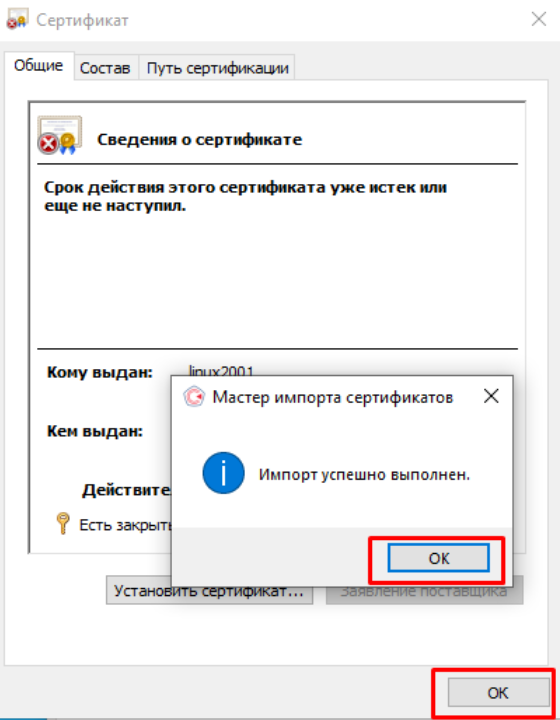 Сертификат
Общие Состав Путь сертификации
Сведения о сертификате
Срок действия этого сертификата уже истек или
еще не наступил.
Кому выдан: linux2001
Мастер импорта сертификатов
Кем выдан:
Импорт успешно выполнен.
Действите
Есть закрыть
OK
Установить сертификат... Заявление поставщика
OK